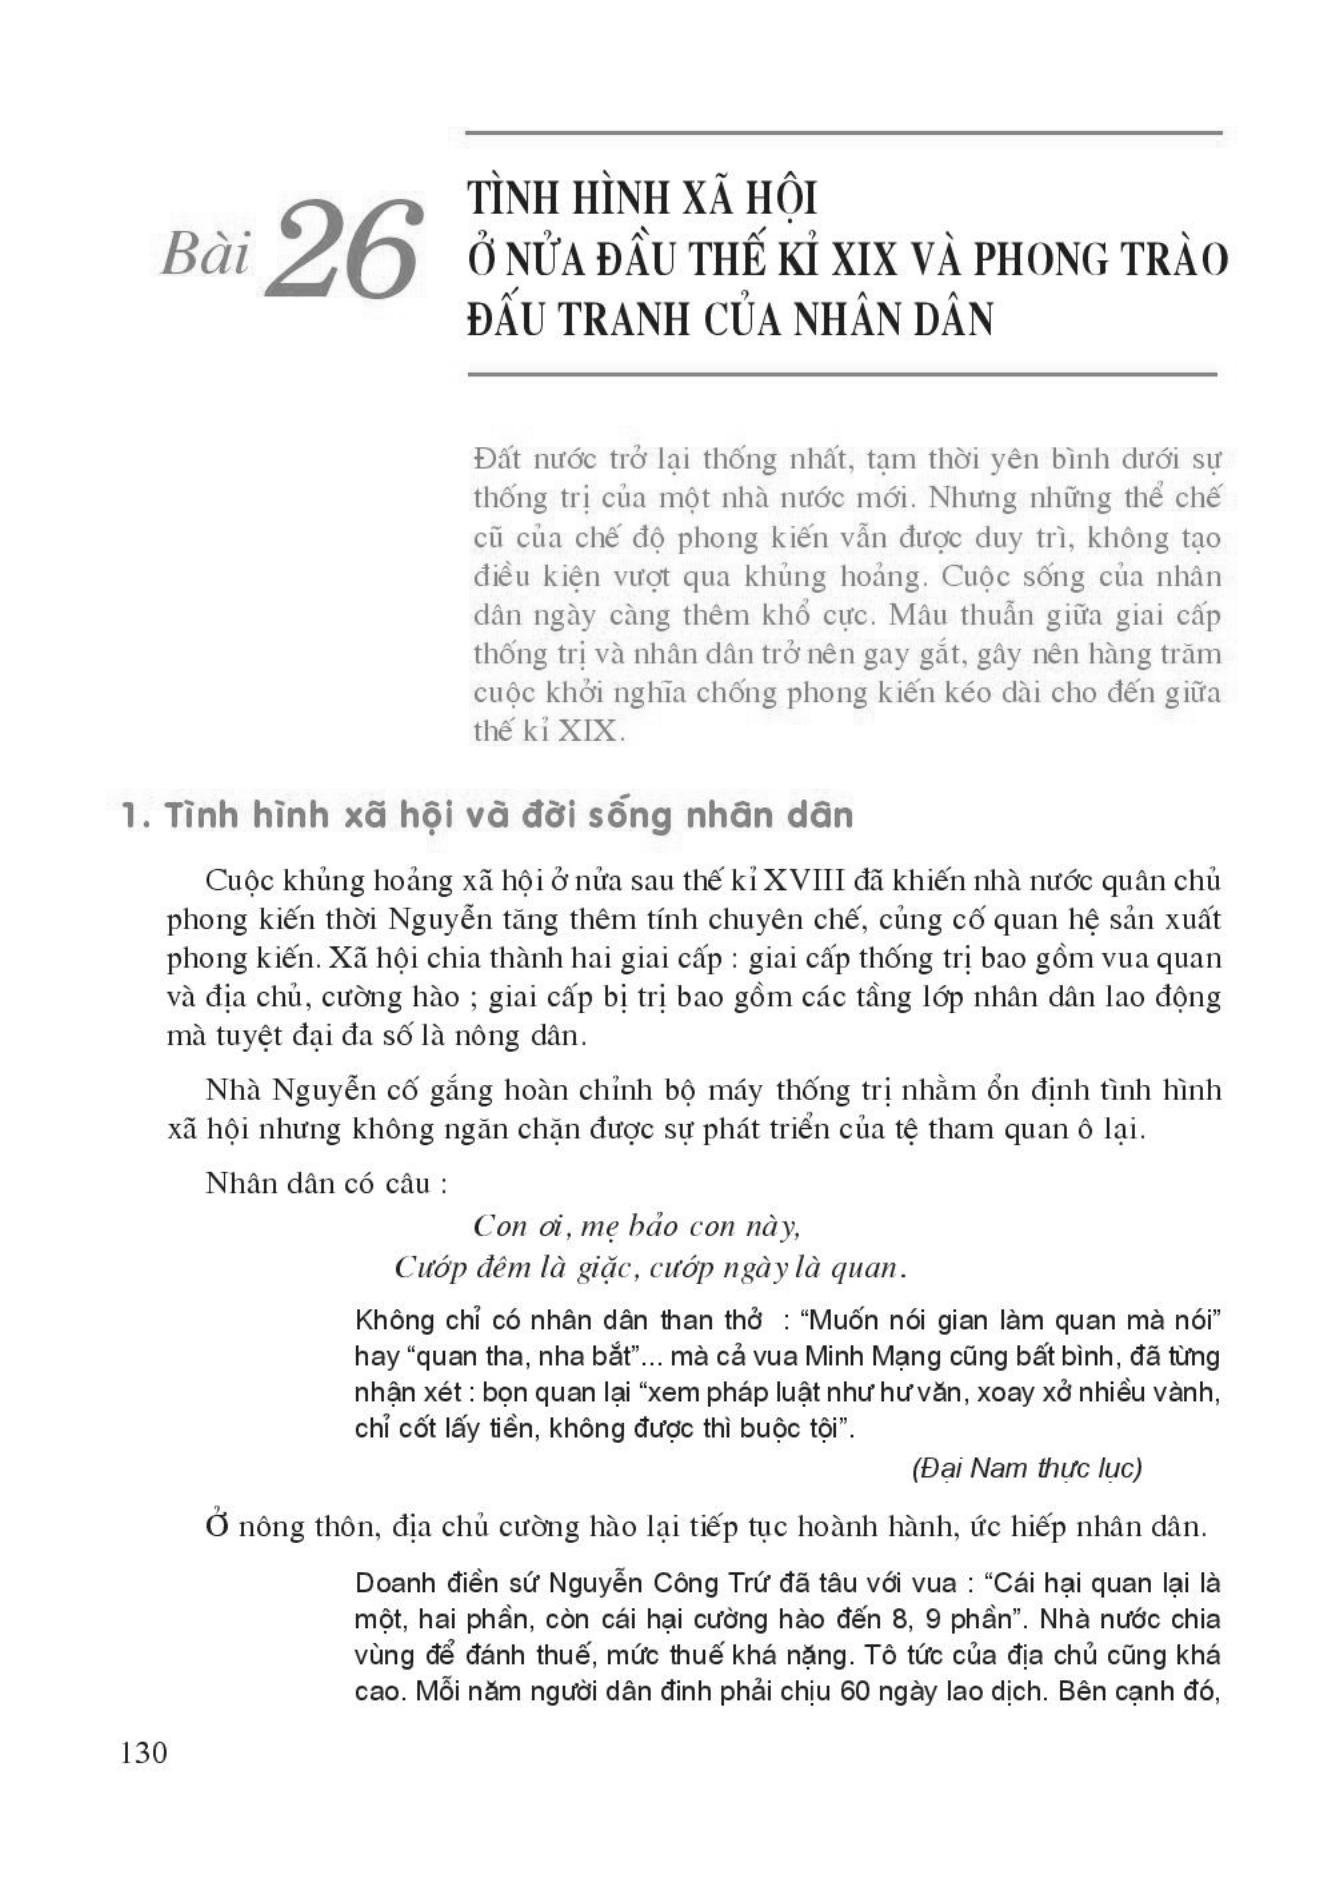 Bài 26
TÌNH HÌNH XÃ HỘI
Ở NỬA ĐẦU THẾ KỈ XIX VÀ PHONG TRÀO
ĐẤU TRANH CỦA NHÂN DÂN
Đất nước trở lại thống nhất, tạm thời yên bình dưới sự
thống trị của một nhà nước mới. Nhưng những thể chế
cũ của chế độ phong kiến vẫn được duy trì, không tạo
điều kiện vượt qua khủng hoảng. Cuộc sống của nhân
dân ngày càng thêm khổ cực. Mâu thuẫn giữa giai cấp
thống trị và nhân dân trở nên gay gắt, gây nên hàng trăm
cuộc khởi nghĩa chống phong kiến kéo dài cho đến giữa
thế kỉ XIX.
1. Tình hình xã hội và đời sống nhân dân
Cuộc khủng hoảng xã hội ở nửa sau thế kỉ XVIII đã khiến nhà nước quân chủ
phong kiến thời Nguyễn tăng thêm tính chuyên chế, củng cố quan hệ sản xuất
phong kiến. Xã hội chia thành hai giai cấp : giai cấp thống trị bao gồm vua quan
và địa chủ, cường hào ; giai cấp bị trị bao gồm các tầng lớp nhân dân lao động
mà tuyệt đại đa số là nông dân.
Nhà Nguyễn cố gắng hoàn chỉnh bộ máy thống trị nhằm ổn định tình hình
xã hội nhưng không ngăn chặn được sự phát triển của tệ tham quan ô lại.
Nhân dân có câu :
Con ơi, mẹ bảo con này,
Cướp đêm là giặc, cướp ngày là quan.
Không chỉ có nhân dân than thở : “Muốn nói gian làm quan mà nói”
hay “quan tha, nha bắt”... mà cả vua Minh Mạng cũng bất bình, đã từng
nhận xét : bọn quan lại “xem pháp luật như hư văn, xoay xở nhiều vành,
chỉ cốt lấy tiền, không được thì buộc tội”.
(Đại Nam thực lục)
Ở nông thôn, địa chủ cường hào lại tiếp tục hoành hành, ức hiếp nhân dân.
Doanh điền sứ Nguyễn Công Trứ đã tâu với vua : “Cái hại quan lại là
một, hai phần, còn cái hại cường hào đến 8, 9 phần”. Nhà nước chia
vùng để đánh thuế, mức thuế khá nặng. Tô tức của địa chủ cũng khá
cao. Mỗi năm người dân đinh phải chịu 60 ngày lao dịch. Bên cạnh đó,
130